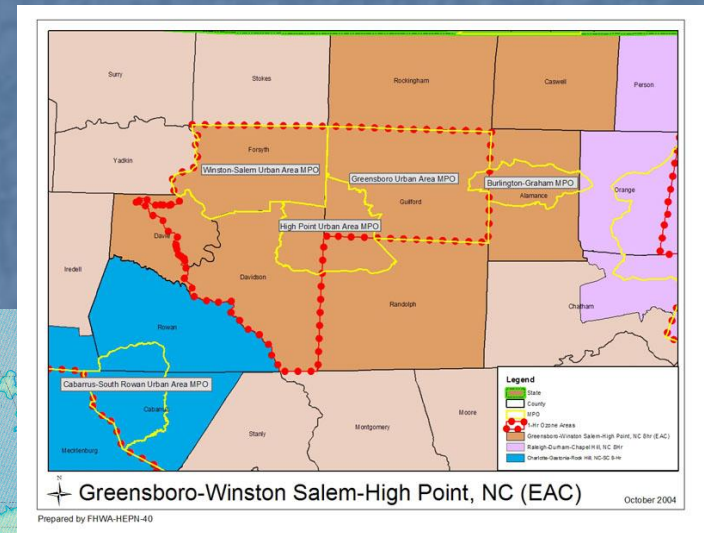 Surry
Stokes
Rockingham
Caswell
Person
Yadkin
Forsyth
Winston-Salem Urban Area MPO
Greensboro Urban Area MPO
Guilford
Burlington-Graham MPO
Alamance
Orange
High Point Urban Area MPO
Davie
Davidson
Iredell
Randolph
Chatham
Rowan
Cabarrus-South Rowan Urban Area MPO
Cabarrus
Mecklenburg
Stanly
Montgomery
Moore
Legend
State
County
MPO
1-Hr Ozone Areas
Greensboro-Winston Salem-High Point, NC 8hr (EAC)
Raleigh-Durham-Chapel Hill, NC 8Hr
Charlotte-Gastonia-Rock Hill, NC-SC 8-Hr
N
Greensboro-Winston Salem-High Point, NC (EAC)
October 2004
Prepared by FHWA-HEPN-40